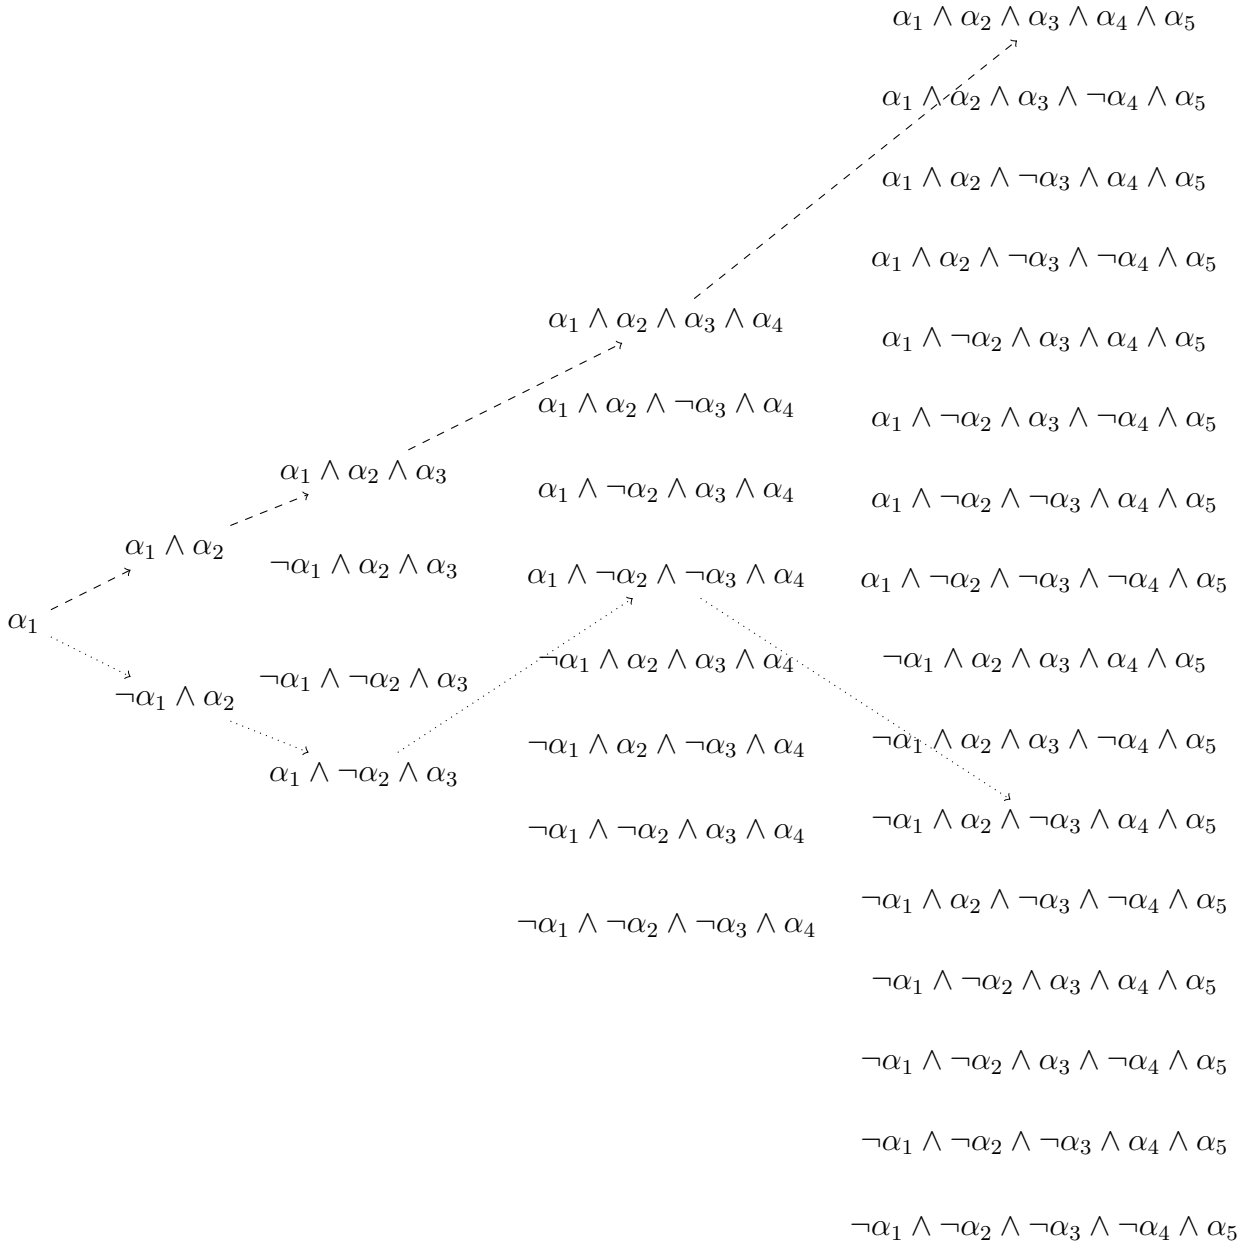 α₁ ∧ α₂ ∧ α₃ ∧ α₄ ∧ α₅
α₁ ∧ α₂ ∧ α₃ ∧ ¬α₄ ∧ α₅
α₁ ∧ α₂ ∧ ¬α₃ ∧ α₄ ∧ α₅
α₁ ∧ α₂ ∧ ¬α₃ ∧ ¬α₄ ∧ α₅
α₁ ∧ α₂ ∧ α₃ ∧ α₄
α₁ ∧ ¬α₂ ∧ α₃ ∧ α₄ ∧ α₅
α₁ ∧ α₂ ∧ ¬α₃ ∧ α₄
α₁ ∧ ¬α₂ ∧ α₃ ∧ ¬α₄ ∧ α₅
α₁ ∧ α₂ ∧ α₃
α₁ ∧ ¬α₂ ∧ α₃ ∧ α₄
α₁ ∧ ¬α₂ ∧ ¬α₃ ∧ α₄ ∧ α₅
α₁ ∧ α₂
¬α₁ ∧ α₂ ∧ α₃
α₁ ∧ ¬α₂ ∧ ¬α₃ ∧ α₄
α₁ ∧ ¬α₂ ∧ ¬α₃ ∧ ¬α₄ ∧ α₅
α₁
¬α₁ ∧ α₂ ∧ α₃ ∧ α₄
¬α₁ ∧ α₂ ∧ α₃ ∧ α₄ ∧ α₅
¬α₁ ∧ ¬α₂ ∧ α₃
¬α₁ ∧ α₂
¬α₁ ∧ α₂ ∧ ¬α₃ ∧ α₄
¬α₁ ∧ α₂ ∧ α₃ ∧ ¬α₄ ∧ α₅
α₁ ∧ ¬α₂ ∧ α₃
¬α₁ ∧ α₂ ∧ ¬α₃ ∧ α₄ ∧ α₅
¬α₁ ∧ ¬α₂ ∧ α₃ ∧ α₄
¬α₁ ∧ α₂ ∧ ¬α₃ ∧ ¬α₄ ∧ α₅
¬α₁ ∧ ¬α₂ ∧ ¬α₃ ∧ α₄
¬α₁ ∧ ¬α₂ ∧ α₃ ∧ α₄ ∧ α₅
¬α₁ ∧ ¬α₂ ∧ α₃ ∧ ¬α₄ ∧ α₅
¬α₁ ∧ ¬α₂ ∧ ¬α₃ ∧ α₄ ∧ α₅
¬α₁ ∧ ¬α₂ ∧ ¬α₃ ∧ ¬α₄ ∧ α₅